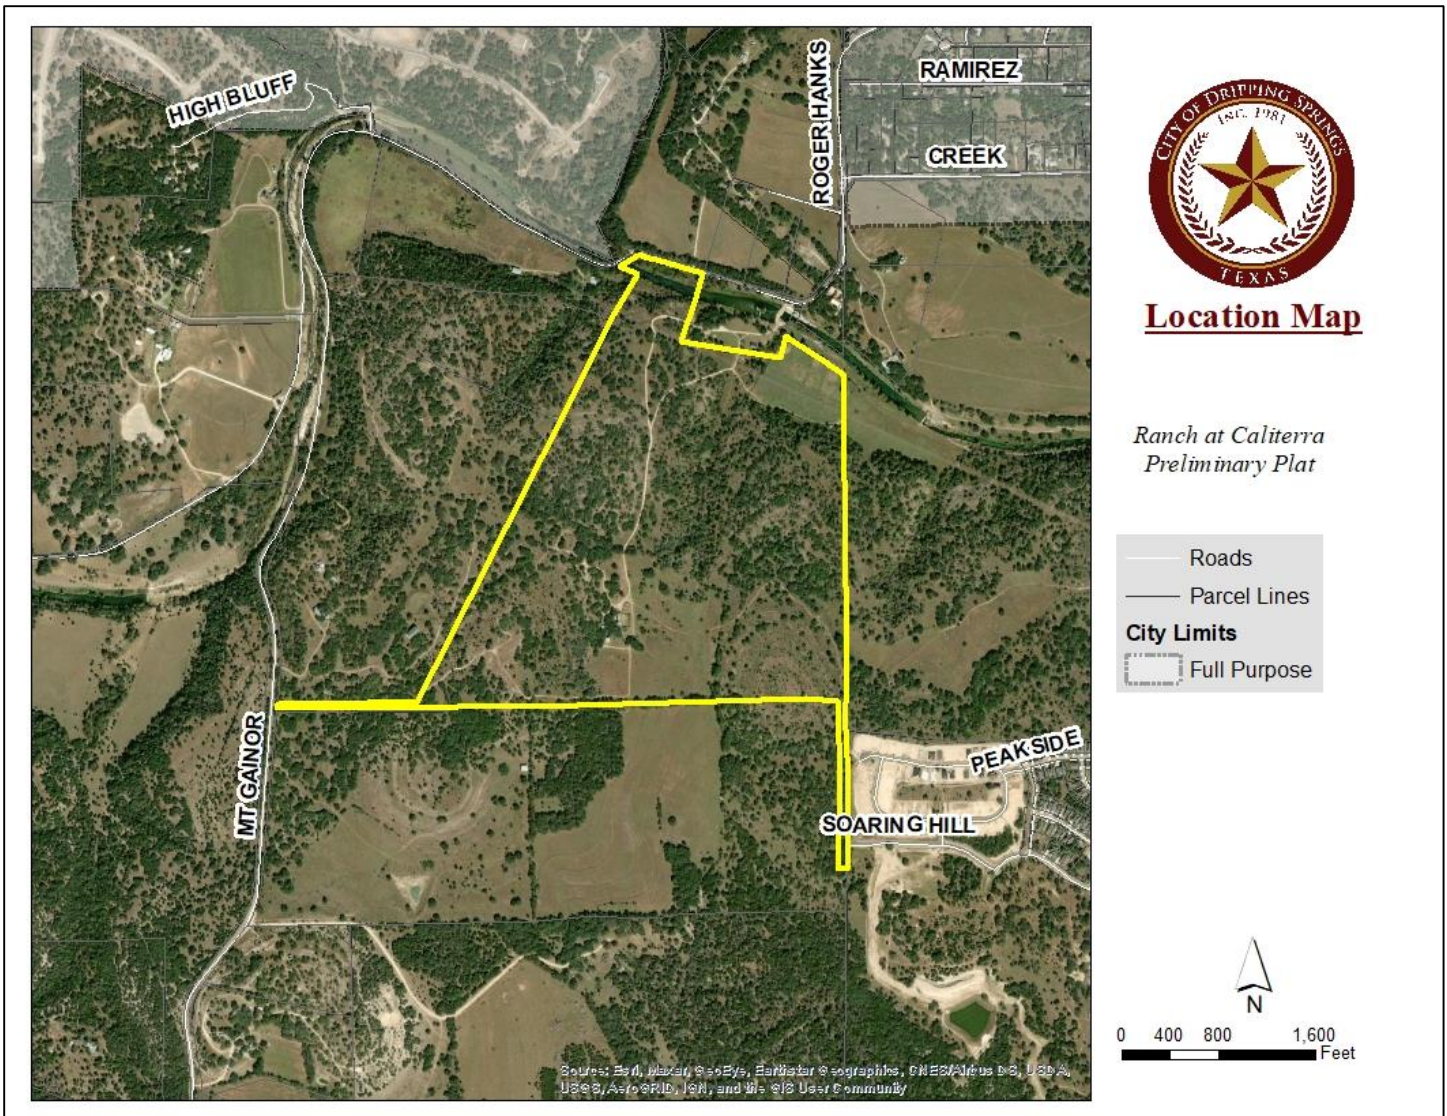 HIGH BLUFF
ROGER HANKS
RAMIREZ
CREEK
MT GAINOR
PEAKSIDE
SOARING HILL
Source: Esri, Maxar, GeoEye, Earthstar Geographics, CNES/Airbus DS, USDA,
USGS, AeroGRID, IGN, and the GIS User Community
CITY OF DRIPPING SPRINGS
INC. 1981
TEXAS
Location Map
Ranch at Caliterra
Preliminary Plat
Roads
Parcel Lines
City Limits
Full Purpose
N
0 400 800 1,600
Feet